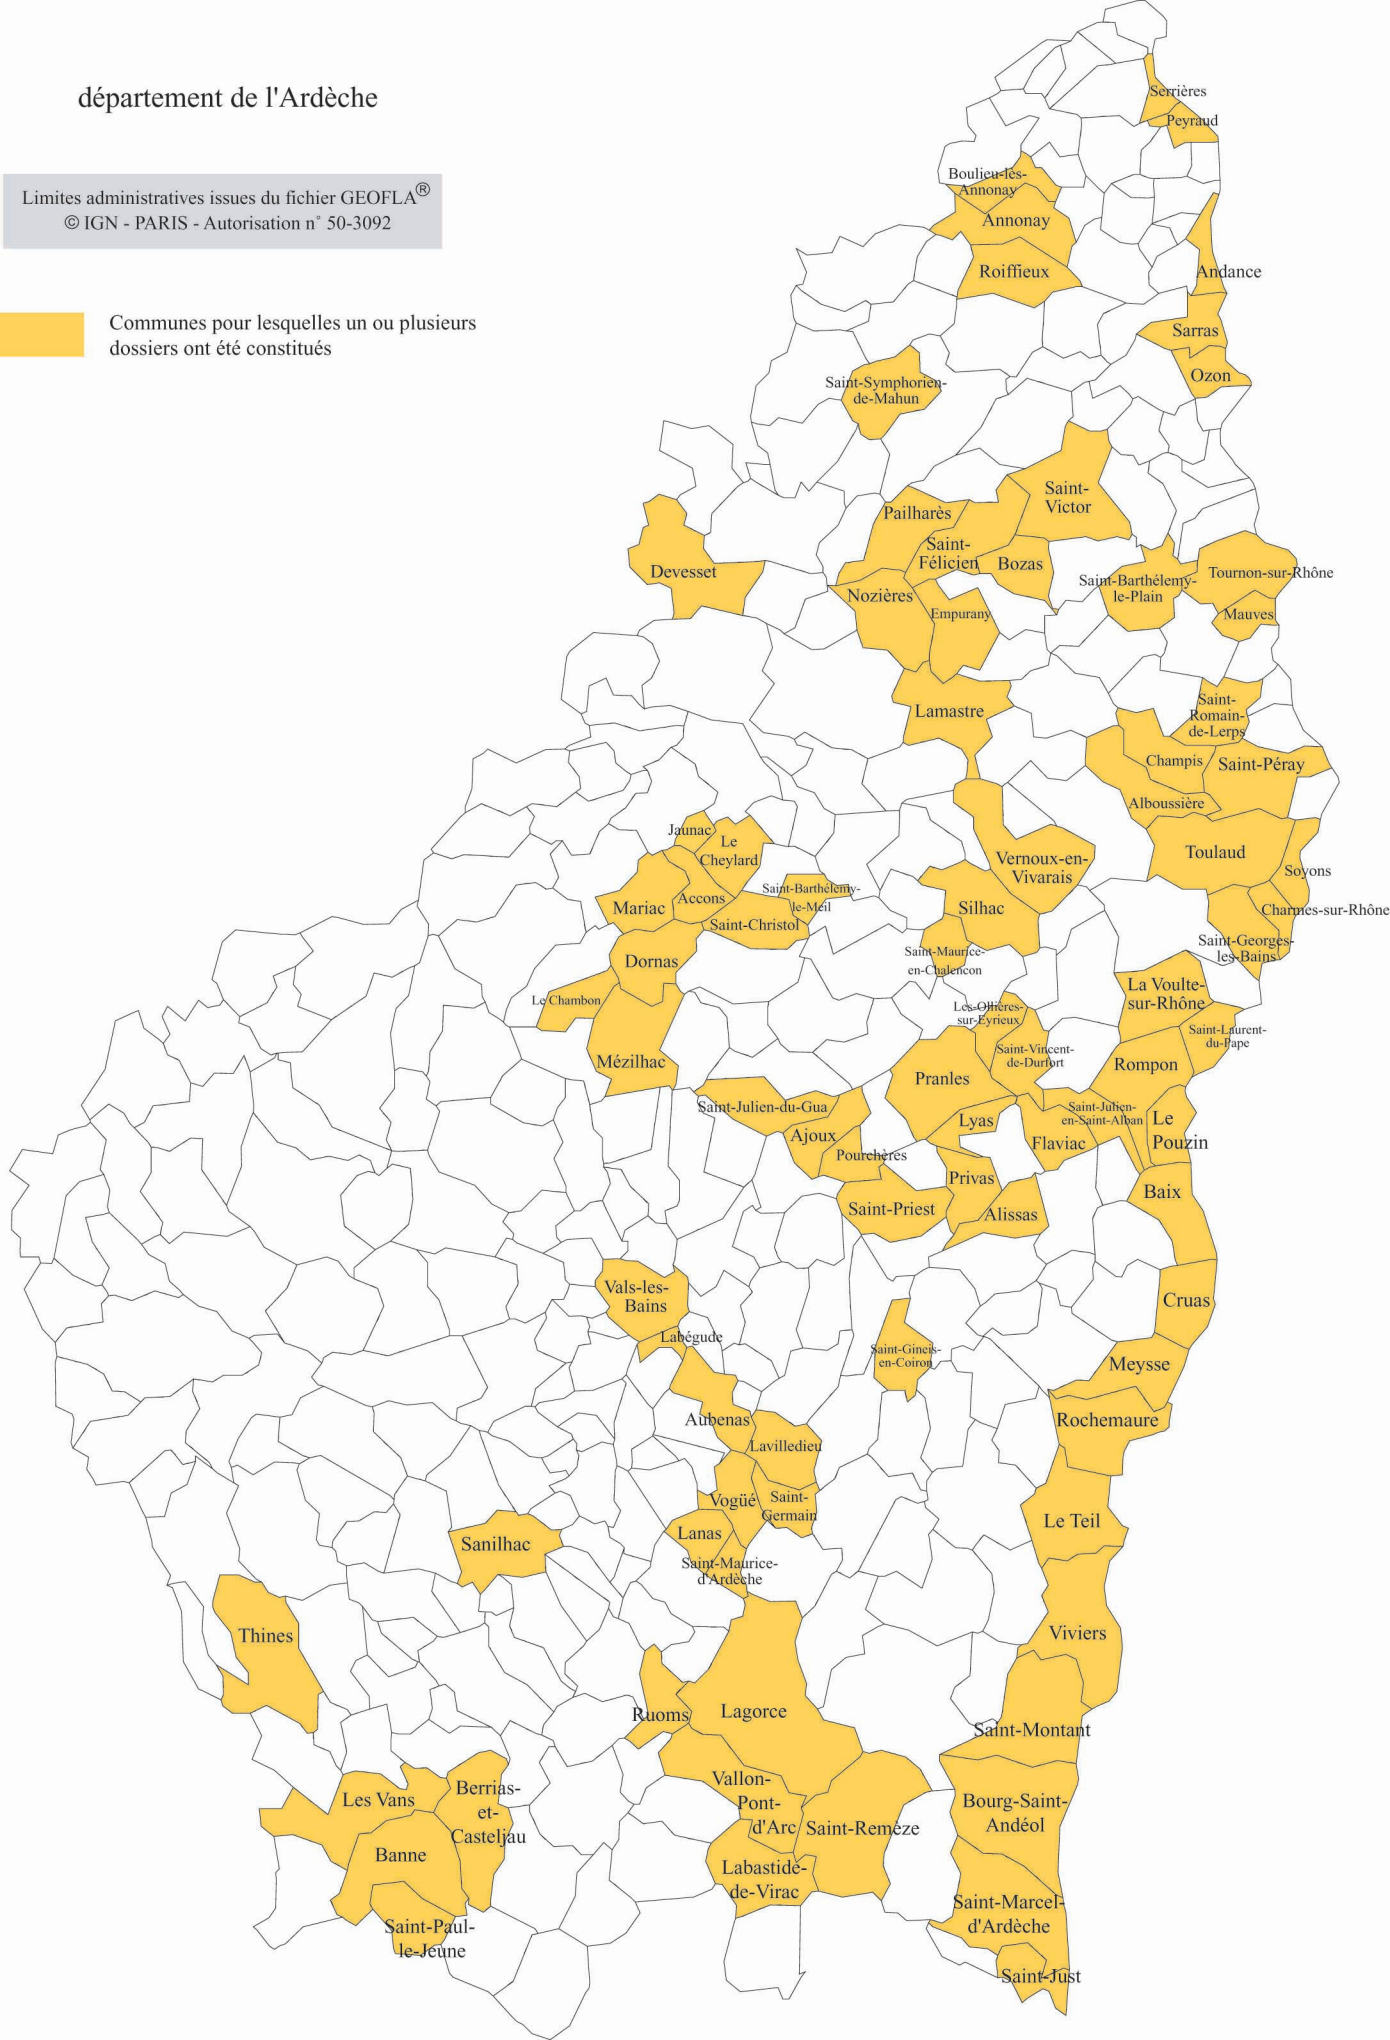 département de l'Ardèche
Limites administratives issues du fichier GEOFLA®
© IGN - PARIS - Autorisation n° 50-3092
Communes pour lesquelles un ou plusieurs
dossiers ont été constitués
Serrières
Peyraud
Boulieu-lès-
Annonay
Annonay
Roiffieux
Andance
Sarras
Ozon
Saint-Symphorien-
de-Mahun
Saint-
Victor
Pailharès
Saint-
Félicien
Bozas
Devesset
Nozières
Empurany
Saint-Barthélemy-
le-Plain
Tournon-sur-Rhône
Mauves
Lamastre
Saint-
Romain-
de-Lerps
Champis
Saint-Péray
Alboussière
Jaunac
Le
Cheylard
Vernoux-en-
Vivarais
Toulaud
Soyons
Mariac
Accons
Saint-Barthélemy-
le-Meil
Saint-Christol
Silhac
Charmes-sur-Rhône
Saint-Georges-
les-Bains
Dornas
Saint-Maurice-
en-Chalencon
Le Chambon
La Voulte-
sur-Rhône
Les-Ollières-
sur-Eyrieux
Saint-Laurent-
du-Pape
Mézilhac
Saint-Vincent-
de-Durfort
Rompon
Pranles
Saint-Julien-du-Gua
Lyas
Saint-Julien-
en-Saint-Alban
Le
Pouzin
Ajoux
Flaviac
Pourchères
Privas
Baix
Saint-Priest
Alissas
Vals-les-
Bains
Cruas
Labégude
Saint-Gineis-
en-Coiron
Meysse
Aubenas
Rochemaure
Lavilledieu
Vogüé
Saint-
Germain
Le Teil
Sanilhac
Lanas
Saint-Maurice-
d'Ardèche
Thines
Viviers
Ruoms
Lagorce
Saint-Montant
Les Vans
Berrias-
et-
Casteljau
Vallon-
Pont-
d'Arc
Saint-Remèze
Bourg-Saint-
Andéol
Banne
Labastide-
de-Virac
Saint-Marcel-
d'Ardèche
Saint-Paul-
le-Jeune
Saint-Just